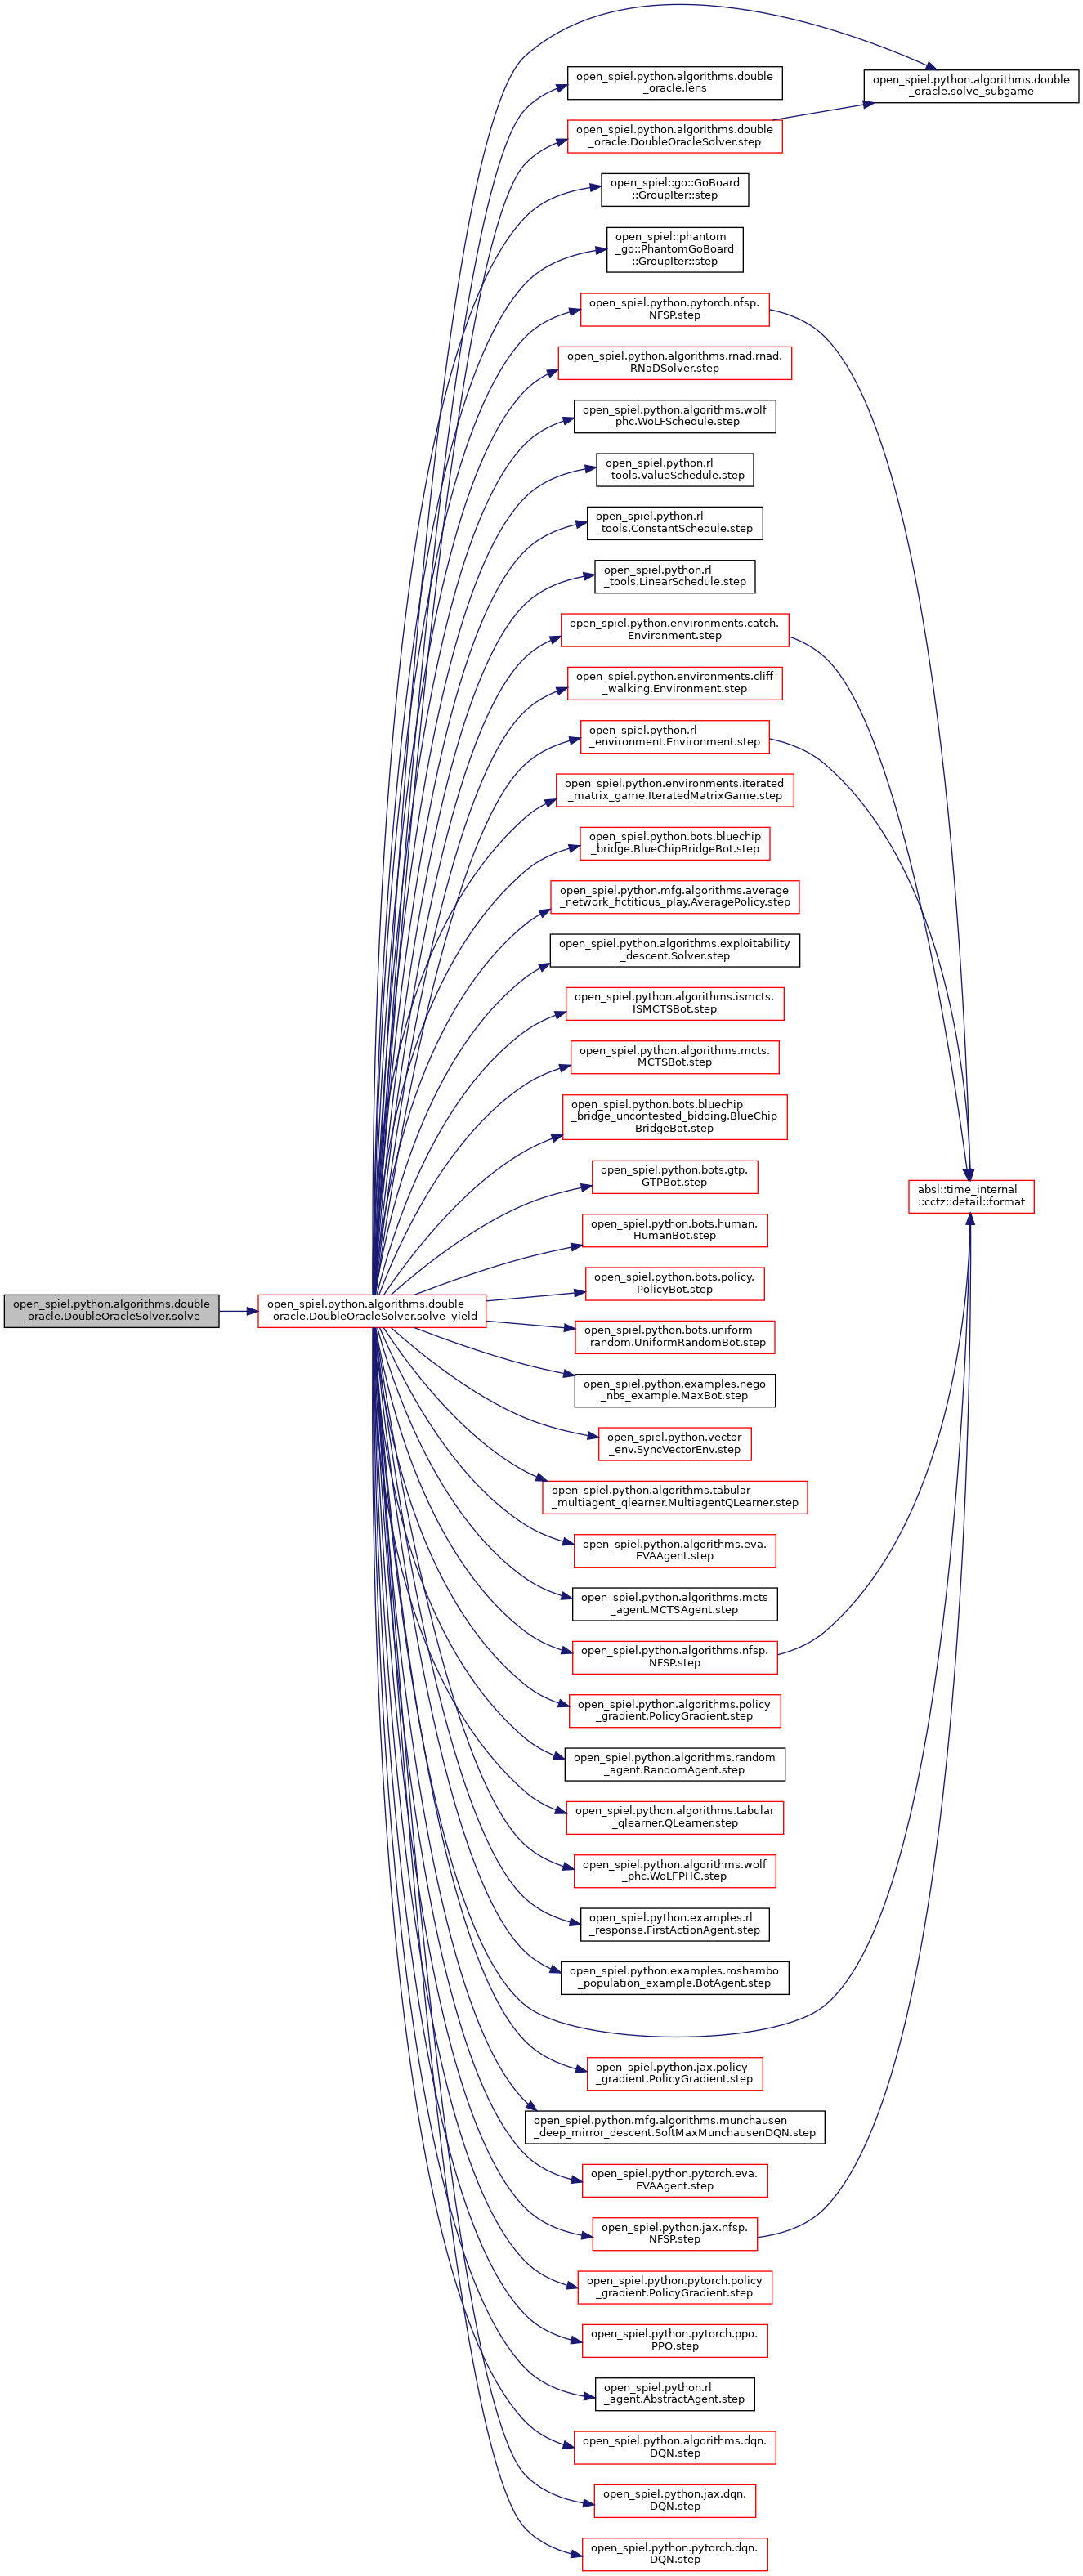 open_spiel.python.algorithms.double
_oracle.solve_subgame
open_spiel.python.algorithms.double
_oracle.lens
open_spiel.python.algorithms.double
_oracle.DoubleOracleSolver.step
open_spiel::go::GoBoard
::GroupIter::step
open_spiel::phantom
_go::PhantomGoBoard
::GroupIter::step
open_spiel.python.pytorch.nfsp.
NFSP.step
open_spiel.python.algorithms.rnad.rnad.
RNaDSolver.step
open_spiel.python.algorithms.wolf
_phc.WoLFSchedule.step
open_spiel.python.rl
_tools.ValueSchedule.step
open_spiel.python.rl
_tools.ConstantSchedule.step
open_spiel.python.rl
_tools.LinearSchedule.step
open_spiel.python.environments.catch.
Environment.step
open_spiel.python.environments.cliff
_walking.Environment.step
open_spiel.python.rl
_environment.Environment.step
open_spiel.python.environments.iterated
_matrix_game.IteratedMatrixGame.step
open_spiel.python.bots.bluechip
_bridge.BlueChipBridgeBot.step
open_spiel.python.mfg.algorithms.average
_network_fictitious_play.AveragePolicy.step
open_spiel.python.algorithms.exploitability
_descent.Solver.step
open_spiel.python.algorithms.ismcts.
ISMCTSBot.step
open_spiel.python.algorithms.mcts.
MCTSBot.step
open_spiel.python.bots.bluechip
_bridge_uncontested_bidding.BlueChip
BridgeBot.step
open_spiel.python.bots.gtp.
GTPBot.step
absl::time_internal
::cctz::detail::format
open_spiel.python.bots.human.
HumanBot.step
open_spiel.python.bots.policy.
PolicyBot.step
open_spiel.python.algorithms.double
_oracle.DoubleOracleSolver.solve
open_spiel.python.algorithms.double
_oracle.DoubleOracleSolver.solve_yield
open_spiel.python.bots.uniform
_random.UniformRandomBot.step
open_spiel.python.examples.nego
_nbs_example.MaxBot.step
open_spiel.python.vector
_env.SyncVectorEnv.step
open_spiel.python.algorithms.tabular
_multiagent_qlearner.MultiagentQLearner.step
open_spiel.python.algorithms.eva.
EVAAgent.step
open_spiel.python.algorithms.mcts
_agent.MCTSAgent.step
open_spiel.python.algorithms.nfsp.
NFSP.step
open_spiel.python.algorithms.policy
_gradient.PolicyGradient.step
open_spiel.python.algorithms.random
_agent.RandomAgent.step
open_spiel.python.algorithms.tabular
_qlearner.QLearner.step
open_spiel.python.algorithms.wolf
_phc.WoLFPHC.step
open_spiel.python.examples.rl
_response.FirstActionAgent.step
open_spiel.python.examples.roshambo
_population_example.BotAgent.step
open_spiel.python.jax.policy
_gradient.PolicyGradient.step
open_spiel.python.mfg.algorithms.munchausen
_deep_mirror_descent.SoftMaxMunchausenDQN.step
open_spiel.python.pytorch.eva.
EVAAgent.step
open_spiel.python.jax.nfsp.
NFSP.step
open_spiel.python.pytorch.policy
_gradient.PolicyGradient.step
open_spiel.python.pytorch.ppo.
PPO.step
open_spiel.python.rl
_agent.AbstractAgent.step
open_spiel.python.algorithms.dqn.
DQN.step
open_spiel.python.jax.dqn.
DQN.step
open_spiel.python.pytorch.dqn.
DQN.step